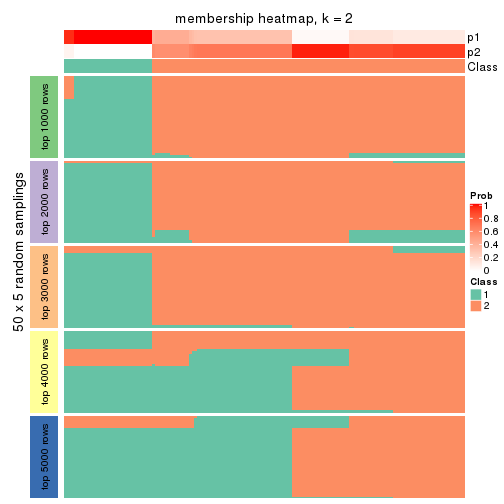 membership heatmap, k = 2
p1
p2
Class
50 x 5 random samplings
top 1000 rows
top 2000 rows
top 3000 rows
top 4000 rows
top 5000 rows
Prob
1
0.8
0.6
0.4
0.2
0
Class
1
2